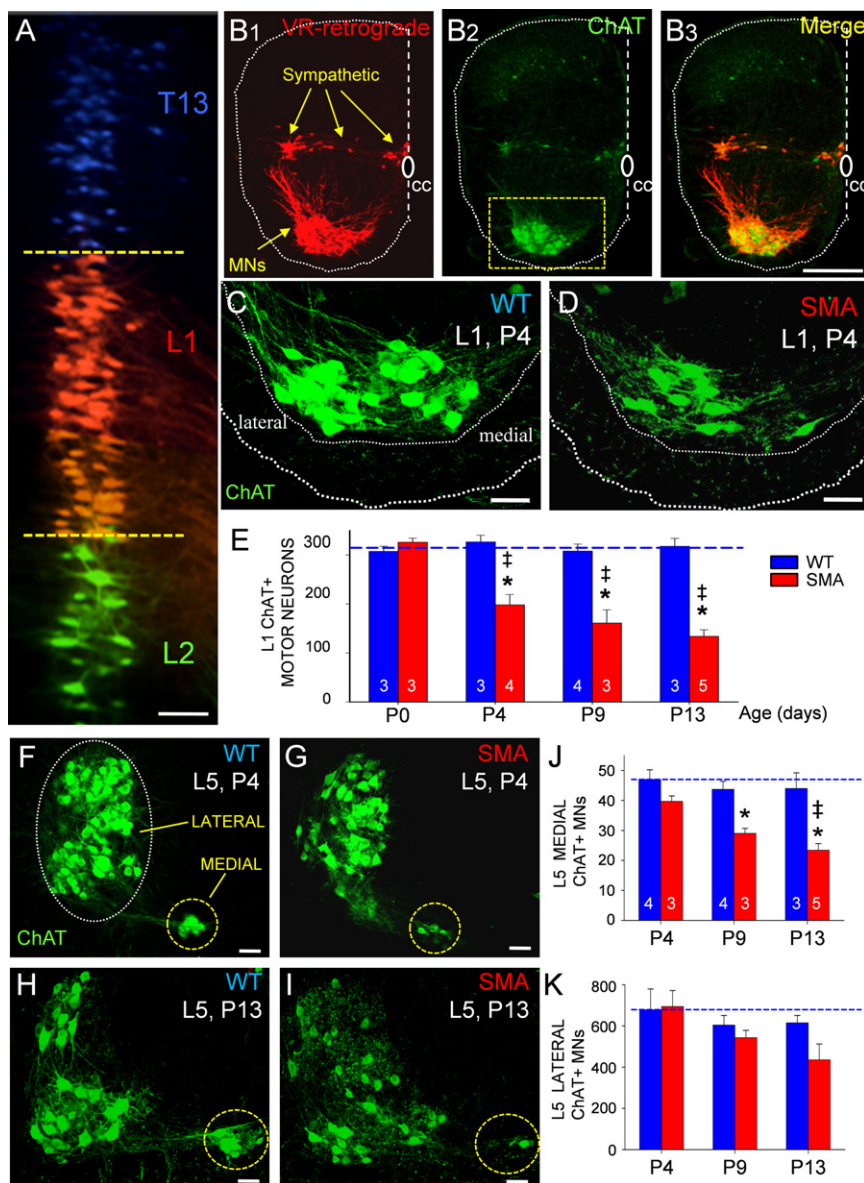 A
T13
L1
L2
B1 VR-retrograde
Sympathetic
MNs
cc
B2 ChAT
cc
B3 Merge
cc
C WT
L1, P4
lateral
medial
ChAT
D SMA
L1, P4
E
L1 ChAT+
MOTOR NEURONS
300
200
100
0
‡
*
‡
*
‡
*
3 3 3 4 4 3 3 5
P0 P4 P9 P13 Age (days)
WT
SMA
F WT
L5, P4
LATERAL
MEDIAL
ChAT
G SMA
L5, P4
H WT
L5, P13
I SMA
L5, P13
J
L5 MEDIAL
ChAT+ MNs
50
40
30
20
10
0
*
‡
*
4 3 4 3 3 5
P4 P9 P13
K
L5 LATERAL
ChAT+ MNs
800
600
400
200
0
P4 P9 P13